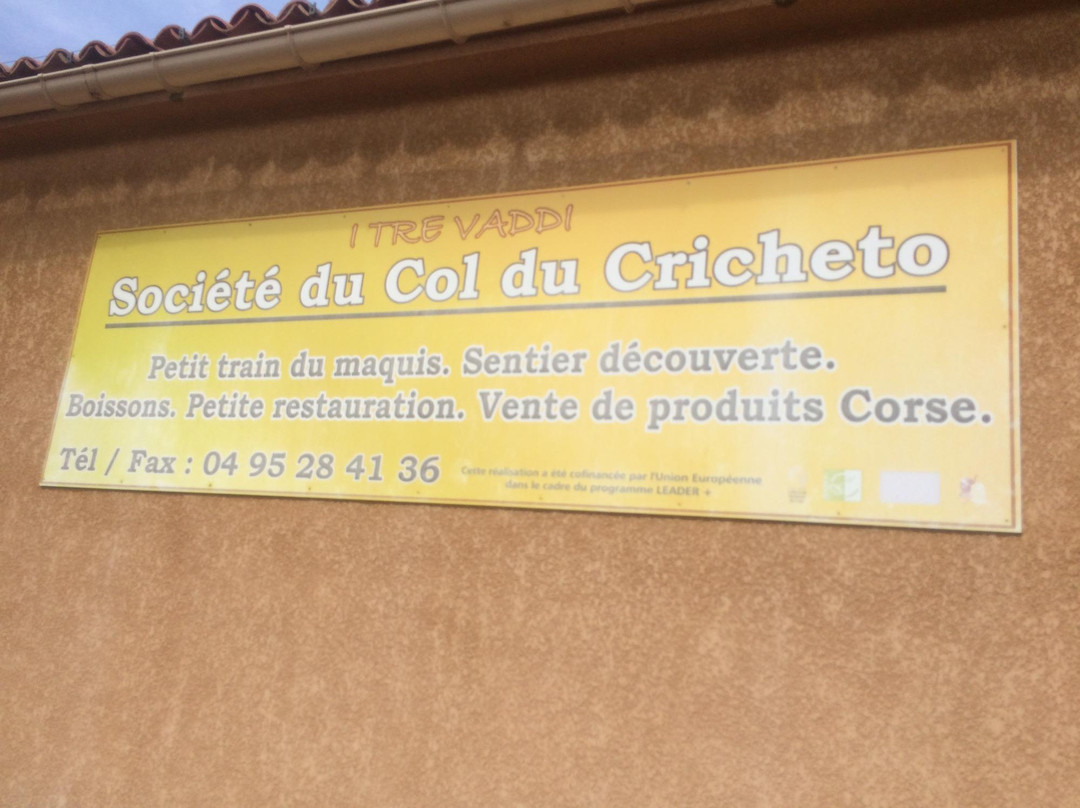 I TRE VADDI
Société du Col du Cricheto
Petit train du maquis. Sentier découverte.
Boissons. Petite restauration. Vente de produits Corse.
Tél / Fax : 04 95 28 41 36
Cette réalisation a été cofinancée par l'Union Européenne
dans le cadre du programme LEADER +